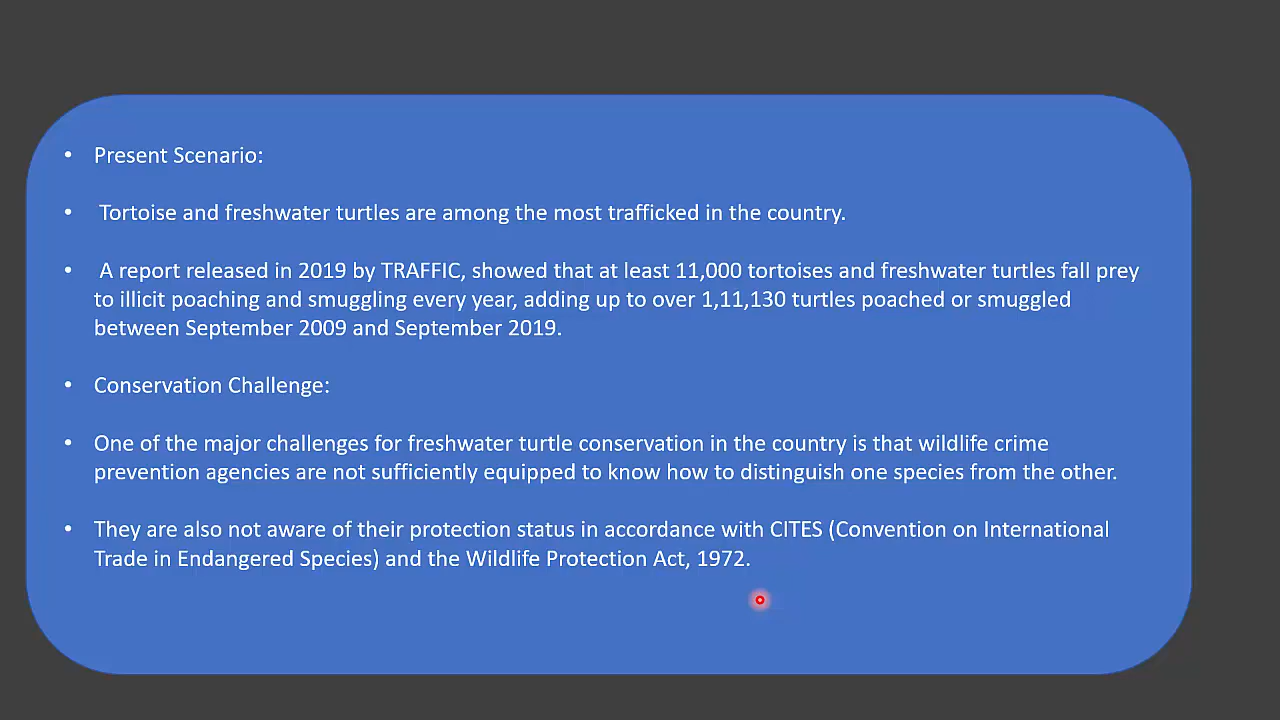 • Present Scenario:
• Tortoise and freshwater turtles are among the most trafficked in the country.
• A report released in 2019 by TRAFFIC, showed that at least 11,000 tortoises and freshwater turtles fall prey
to illicit poaching and smuggling every year, adding up to over 1,11,130 turtles poached or smuggled
between September 2009 and September 2019.
• Conservation Challenge:
• One of the major challenges for freshwater turtle conservation in the country is that wildlife crime
prevention agencies are not sufficiently equipped to know how to distinguish one species from the other.
• They are also not aware of their protection status in accordance with CITES (Convention on International
Trade in Endangered Species) and the Wildlife Protection Act, 1972.